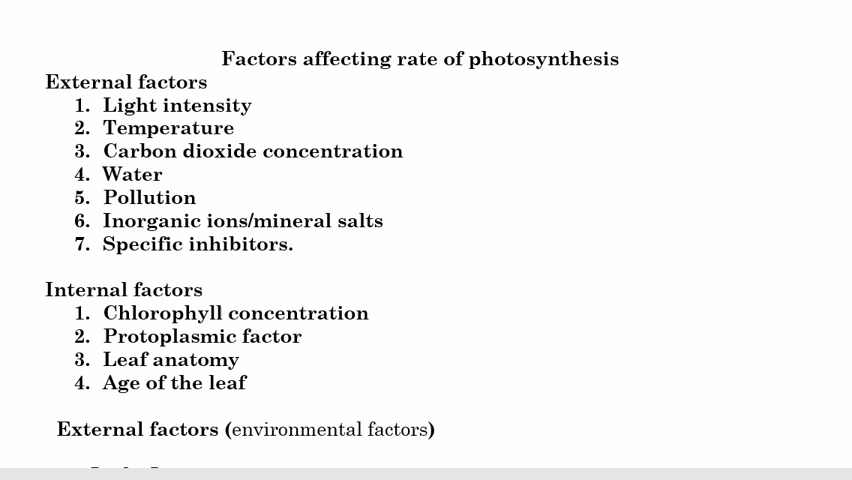 Factors affecting rate of photosynthesis
External factors
1. Light intensity
2. Temperature
3. Carbon dioxide concentration
4. Water
5. Pollution
6. Inorganic ions/mineral salts
7. Specific inhibitors.
Internal factors
1. Chlorophyll concentration
2. Protoplasmic factor
3. Leaf anatomy
4. Age of the leaf
External factors (environmental factors)